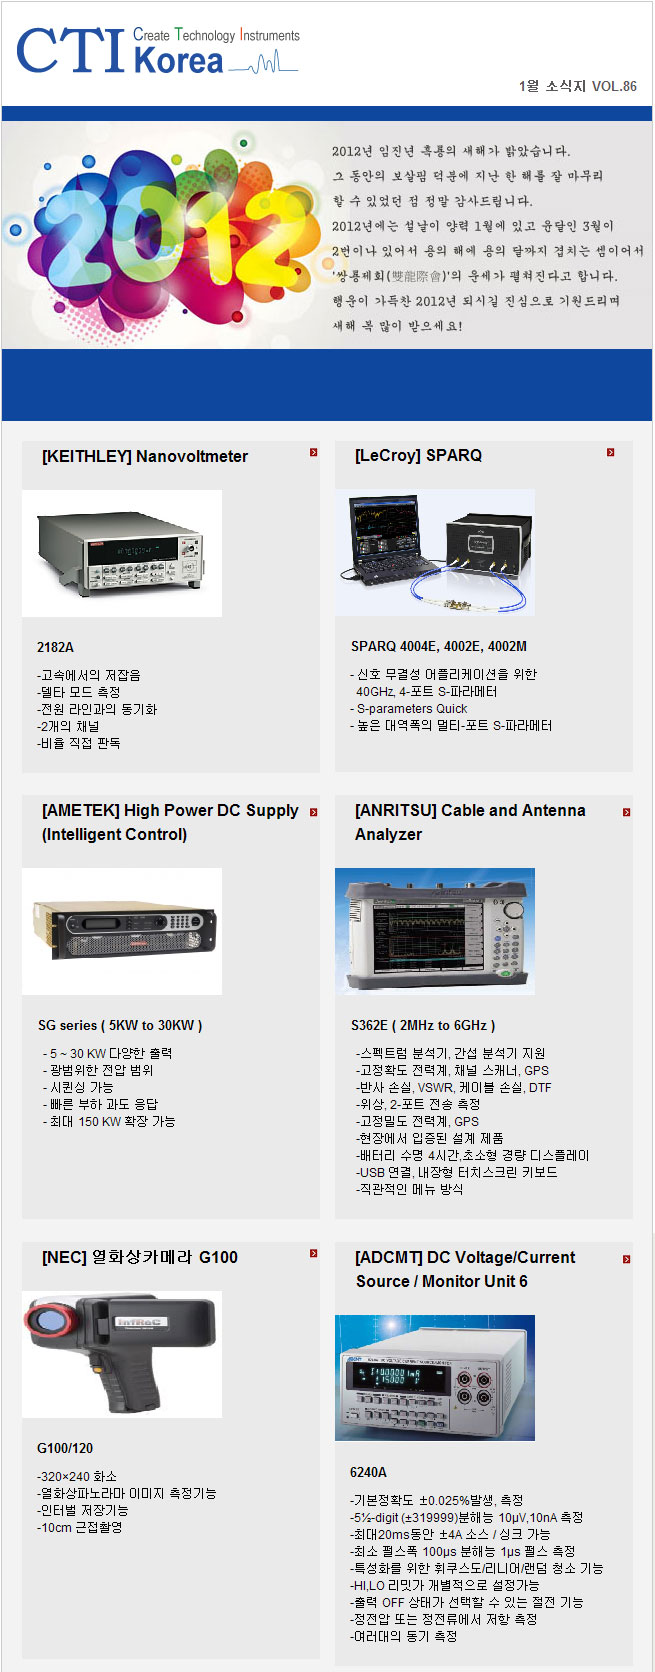 CTI Create Technology Instruments
Korea
1월 소식지 VOL.86
2012
2012년 임진년 흑룡의 새해가 밝았습니다.
그 동안의 보살핌 덕분에 지난 한 해를 잘 마무리
할 수 있었던 점 정말 감사드립니다.
2012년에는 설날이 양력 1월에 있고 윤달인 3월이
2번이나 있어서 용의 해에 용의 달까지 겹치는 셈이어서
'쌍룡제회(雙龍際會)'의 운세가 펼쳐진다고 합니다.
행운이 가득찬 2012년 되시길 진심으로 기원드리며
새해 복 많이 받으세요!
[KEITHLEY] Nanovoltmeter
2182A
-고속에서의 저잡음
-델타 모드 측정
-전원 라인과의 동기화
-2개의 채널
-비율 직접 판독
[LeCroy] SPARQ
SPARQ 4004E, 4002E, 4002M
- 신호 무결성 어플리케이션을 위한
40GHz, 4-포트 S-파라메터
- S-parameters Quick
- 높은 대역폭의 멀티-포트 S-파라메터
[AMETEK] High Power DC Supply
(Intelligent Control)
SG series ( 5KW to 30KW )
- 5 ~ 30 KW 다양한 출력
- 광범위한 전압 범위
- 시퀀싱 가능
- 빠른 부하 과도 응답
- 최대 150 KW 확장 가능
[ANRITSU] Cable and Antenna
Analyzer
S362E ( 2MHz to 6GHz )
-스펙트럼 분석기, 간섭 분석기 지원
-고정확도 전력계, 채널 스캐너, GPS
-반사 손실, VSWR, 케이블 손실, DTF
-위상, 2-포트 전송 측정
-고정밀도 전력계, GPS
-현장에서 입증된 설계 제품
-배터리 수명 4시간,초소형 경량 디스플레이
-USB 연결, 내장형 터치스크린 키보드
-직관적인 메뉴 방식
[NEC] 열화상카메라 G100
InfReC
G100/120
-320×240 화소
-열화상파노라마 이미지 측정기능
-인터벌 저장기능
-10cm 근접촬영
[ADCMT] DC Voltage/Current
Source / Monitor Unit 6
6240A
-기본정확도 ±0.025%발생, 측정
-5½-digit (±319999)분해능 10µV,10nA 측정
-최대20ms동안 ±4A 소스 / 싱크 가능
-최소 펄스폭 100µs 분해능 1µs 펄스 측정
-특성화를 위한 휘쿠스도/리니어/랜덤 청소 기능
-HI,LO 리밋가 개별적으로 설정가능
-출력 OFF 상태가 선택할 수 있는 절전 기능
-정전압 또는 정전류에서 저항 측정
-여러대의 동기 측정